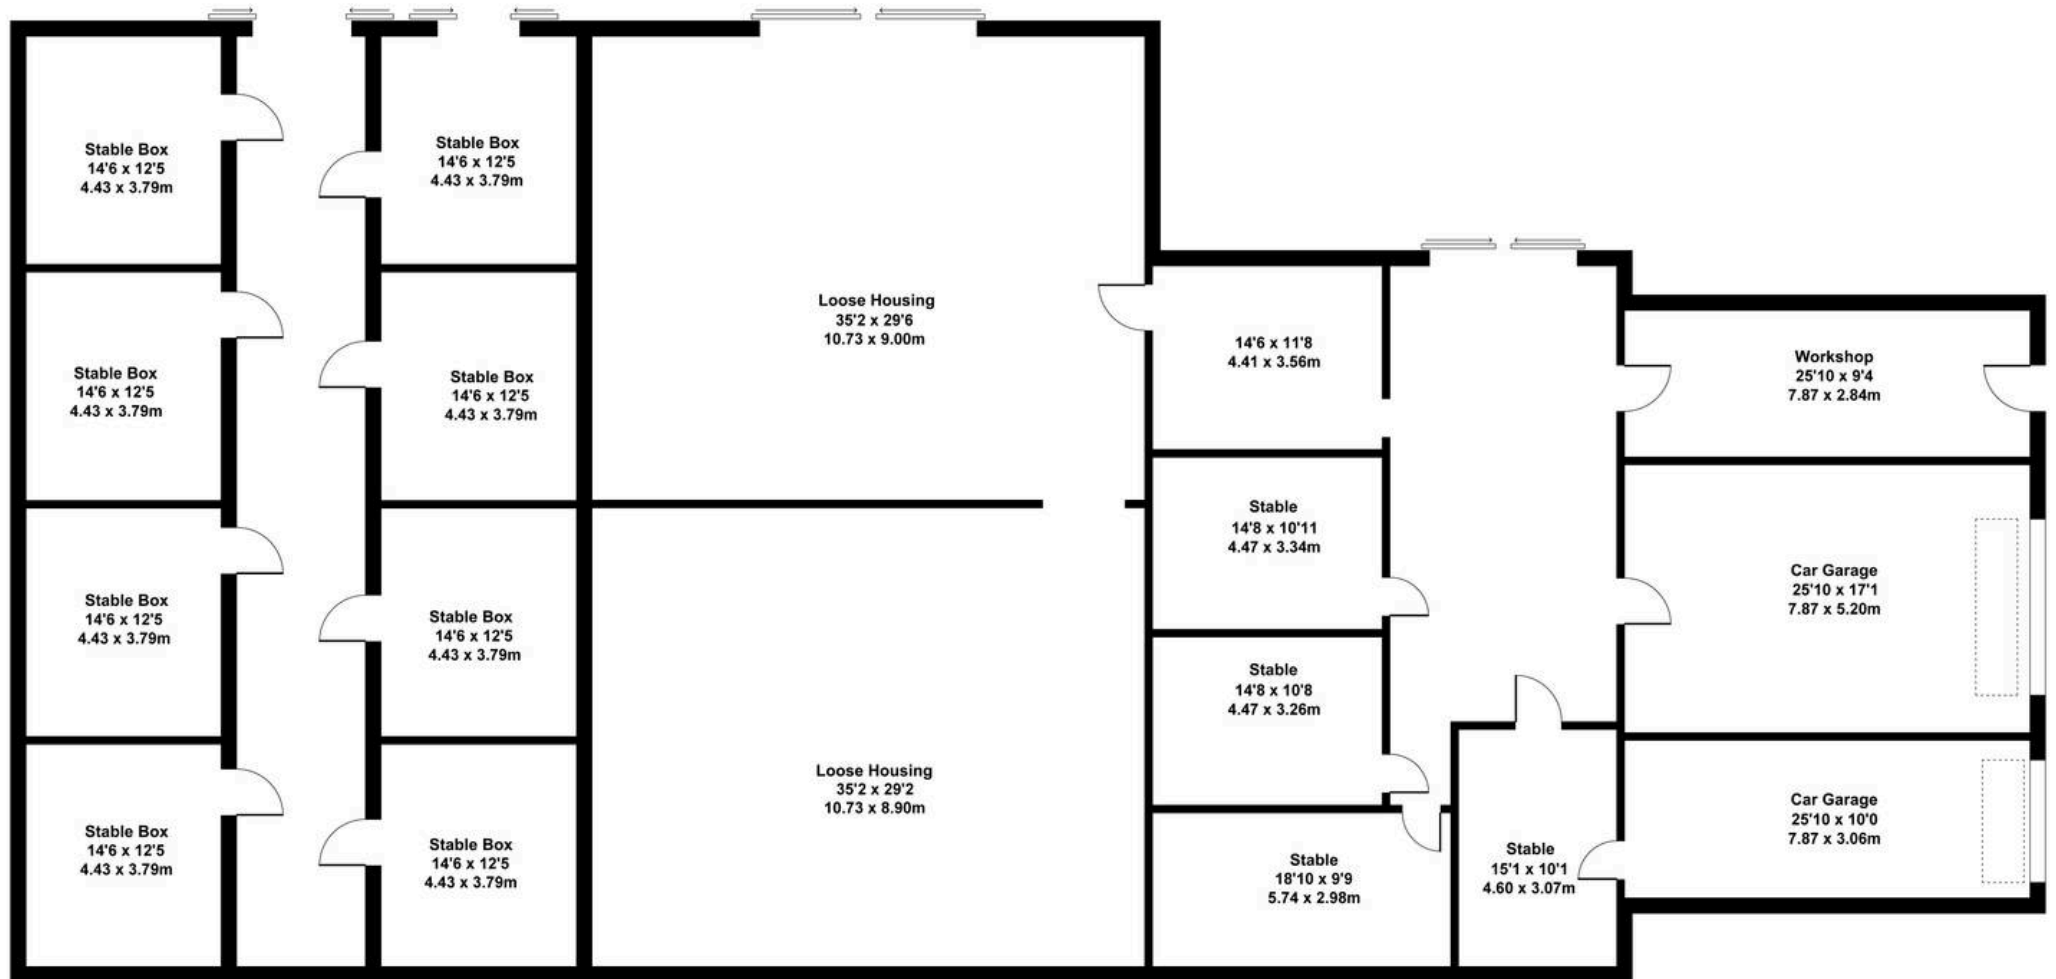 Stable Box
14'6 x 12'5
4.43 x 3.79m
Stable Box
14'6 x 12'5
4.43 x 3.79m
Stable Box
14'6 x 12'5
4.43 x 3.79m
Stable Box
14'6 x 12'5
4.43 x 3.79m
Stable Box
14'6 x 12'5
4.43 x 3.79m
Stable Box
14'6 x 12'5
4.43 x 3.79m
Stable Box
14'6 x 12'5
4.43 x 3.79m
Stable Box
14'6 x 12'5
4.43 x 3.79m
Loose Housing
35'2 x 29'6
10.73 x 9.00m
Loose Housing
35'2 x 29'2
10.73 x 8.90m
14'6 x 11'8
4.41 x 3.56m
Stable
14'8 x 10'11
4.47 x 3.34m
Stable
14'8 x 10'8
4.47 x 3.26m
Stable
18'10 x 9'9
5.74 x 2.98m
Stable
15'1 x 10'1
4.60 x 3.07m
Workshop
25'10 x 9'4
7.87 x 2.84m
Car Garage
25'10 x 17'1
7.87 x 5.20m
Car Garage
25'10 x 10'0
7.87 x 3.06m